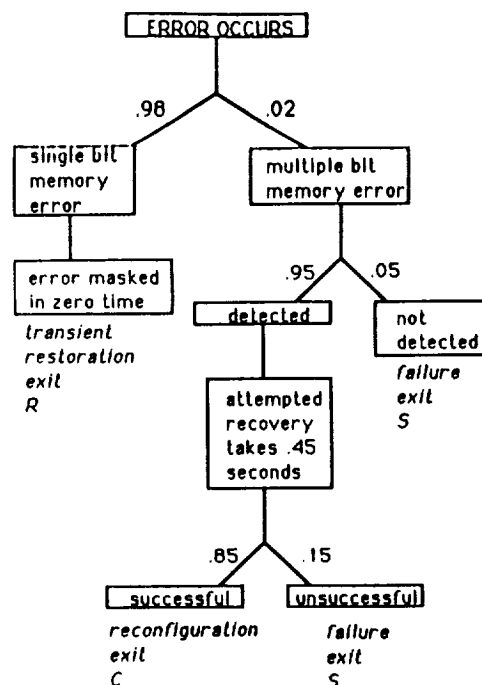 ERROR OCCURS
.98
.02
single bit
memory
error
multiple bit
memory error
error masked
in zero time
transient
restoration
exit
R
.95
.05
detected
not
detected
failure
exit
S
attempted
recovery
takes .45
seconds
.85
.15
successful
reconfiguration
exit
C
unsuccessful
failure
exit
S